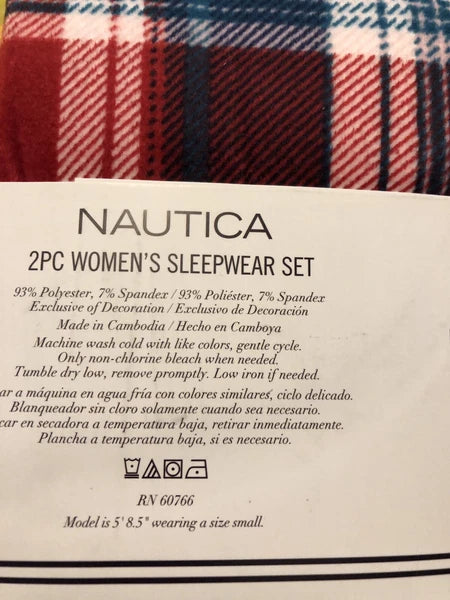 NAUTICA
2PC WOMEN'S SLEEPWEAR SET
93% Polyester, 7% Spandex / 93% Poliéster, 7% Spandex
Exclusive of Decoration / Exclusivo de Decoración
Made in Cambodia / Hecho en Camboya
Machine wash cold with like colors, gentle cycle.
Only non-chlorine bleach when needed.
Tumble dry low, remove promptly. Low iron if needed.
ar a máquina en agua fría con colores similares, ciclo delicado.
Blanqueador sin cloro solamente cuando sea necesario.
car en secadora a temperatura baja, retirar inmediatamente.
Plancha a temperatura baja, si es necesario.
RN 60766
Model is 5' 8.5" wearing a size small.